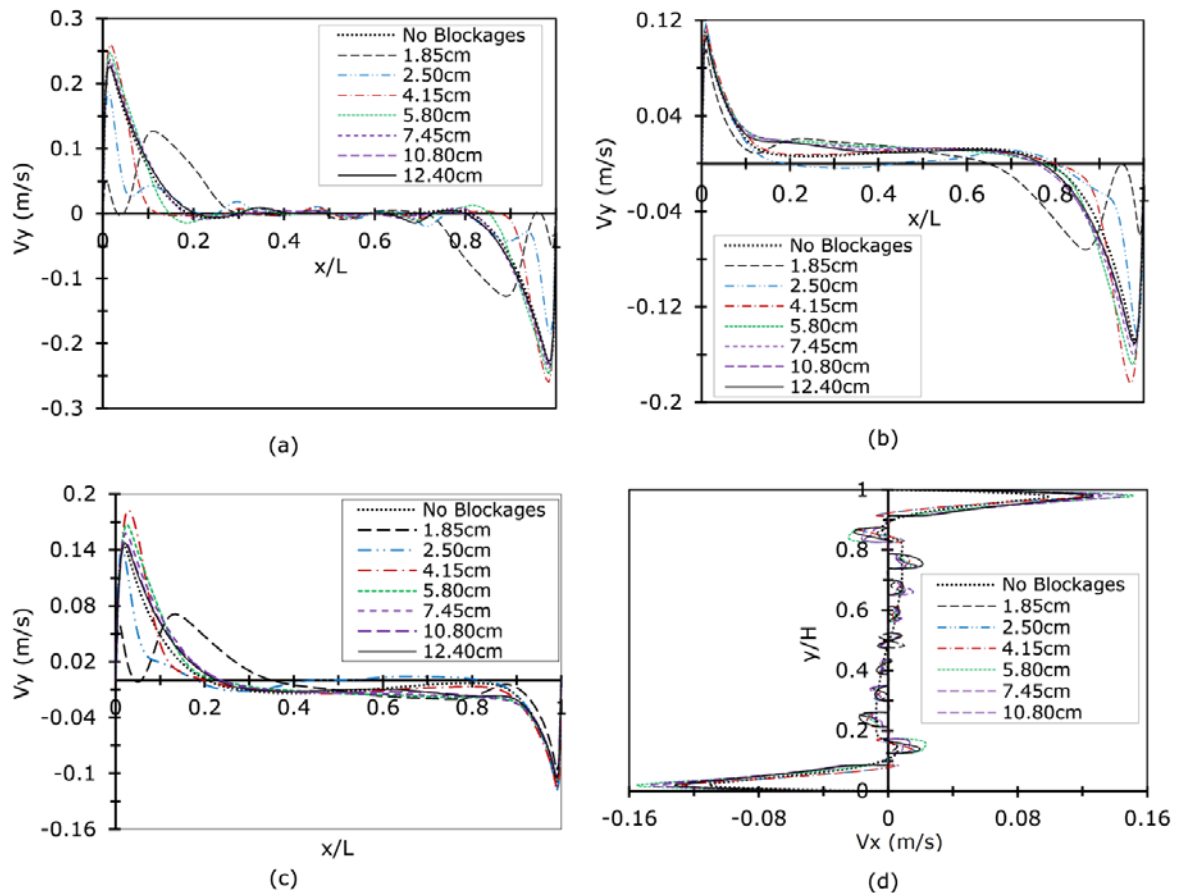 0.3
0.2
0.1
0
-0.1
-0.2
-0.3
Vy (m/s)
0 0.2 0.4 0.6 0.8 1
x/L
No Blockages
1.85cm
2.50cm
4.15cm
5.80cm
7.45cm
10.80cm
12.40cm
(a)
0.12
0.04
-0.04
-0.12
-0.2
Vy (m/s)
0 0.2 0.4 0.6 0.8 1
x/L
No Blockages
1.85cm
2.50cm
4.15cm
5.80cm
7.45cm
10.80cm
12.40cm
(b)
0.2
0.14
0.08
0.02
-0.04
-0.1
-0.16
Vy (m/s)
0 0.2 0.4 0.6 0.8 1
x/L
No Blockages
1.85cm
2.50cm
4.15cm
5.80cm
7.45cm
10.80cm
12.40cm
(c)
1
0.8
0.6
0.4
0.2
0
y/H
No Blockages
1.85cm
2.50cm
4.15cm
5.80cm
7.45cm
10.80cm
-0.16 -0.08 0 0.08 0.16
Vx (m/s)
(d)